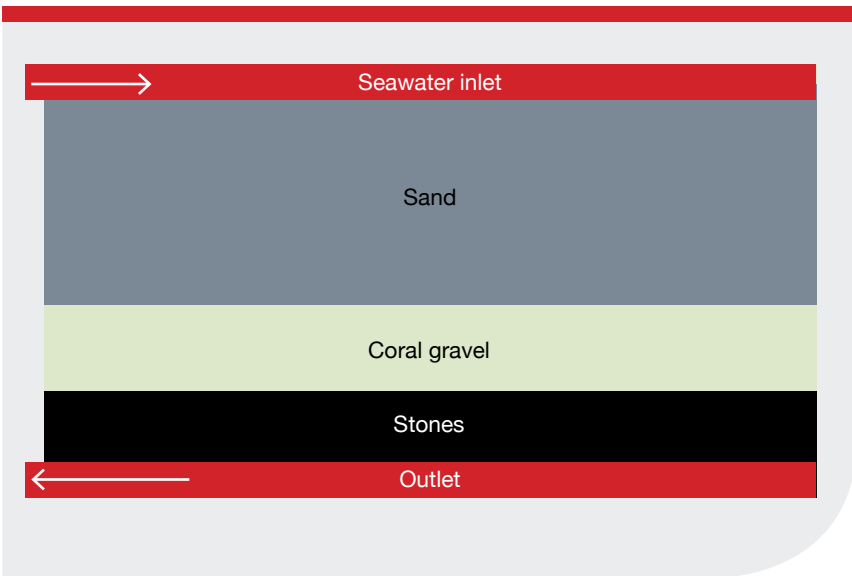 Seawater inlet
Sand
Coral gravel
Stones
Outlet